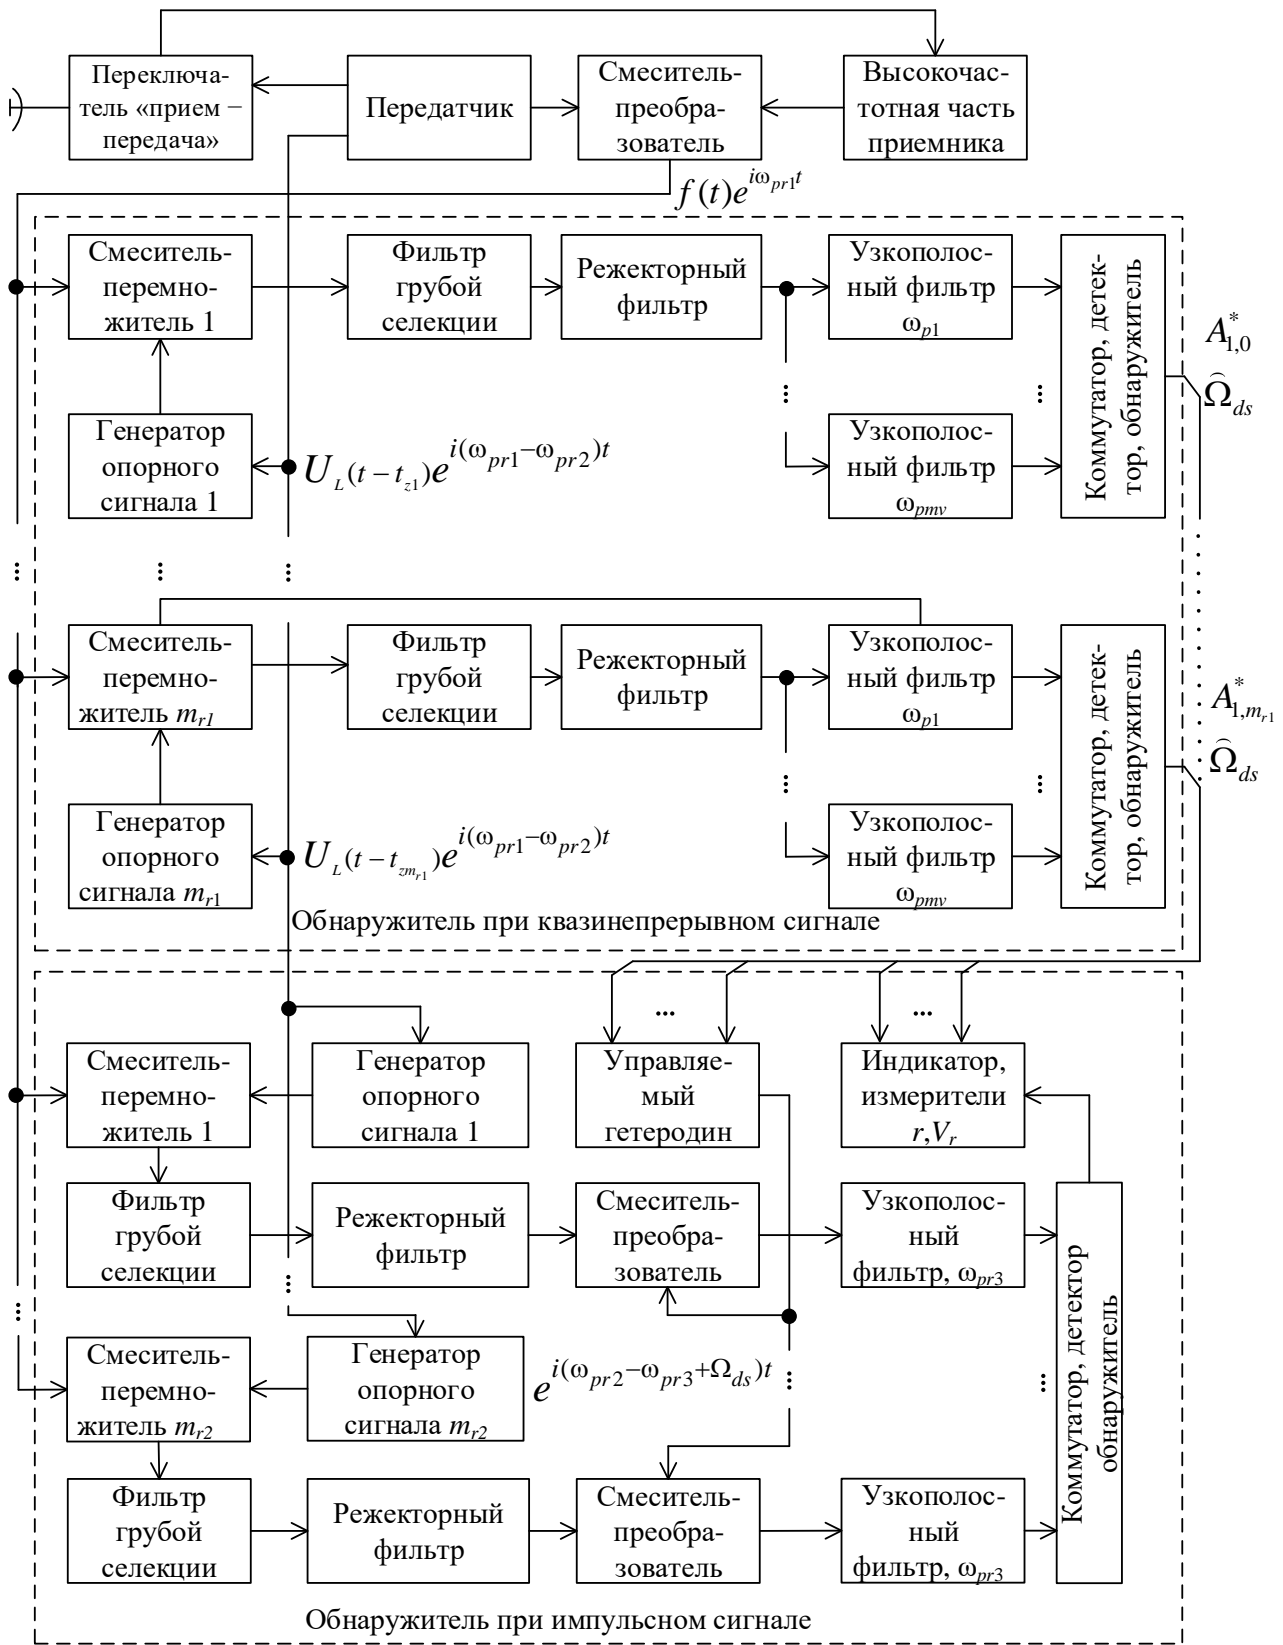 Переключа-
тель «прием –
передача»
Передатчик
Смеситель-
преобра-
зователь
Высокочас-
тотная часть
приемника
f(t)e^{iω_{pr1}t}
Смеситель-
перемно-
житель 1
Фильтр
грубой
селекции
Режекторный
фильтр
Узкополос-
ный фильтр
ω_{p1}
Коммутатор, детек-
тор, обнаружитель
A^*_{1,0}
\hat{Ω}_{ds}
...
...
Генератор
опорного
сигнала 1
U_L(t − t_{z1})e^{i(ω_{pr1}−ω_{pr2})t}
Узкополос-
ный фильтр
ω_{pmv}
...
...
...
Смеситель-
перемно-
житель m_{r1}
Фильтр
грубой
селекции
Режекторный
фильтр
Узкополос-
ный фильтр
ω_{p1}
Коммутатор, детек-
тор, обнаружитель
A^*_{1,m_{r1}}
\hat{Ω}_{ds}
...
...
Генератор
опорного
сигнала m_{r1}
U_L(t − t_{zm_{r1}})e^{i(ω_{pr1}−ω_{pr2})t}
Узкополос-
ный фильтр
ω_{pmv}
Обнаружитель при квазинепрерывном сигнале
...
...
Смеситель-
перемно-
житель 1
Генератор
опорного
сигнала 1
Управляе-
мый
гетеродин
Индикатор,
измерители
r,V_r
Фильтр
грубой
селекции
Режекторный
фильтр
Смеситель-
преобра-
зователь
Узкополос-
ный
фильтр, ω_{pr3}
Коммутатор, детектор
обнаружитель
...
...
Смеситель-
перемно-
житель m_{r2}
Генератор
опорного
сигнала m_{r2}
e^{i(ω_{pr2}−ω_{pr3}+Ω_{ds})t}
...
...
Фильтр
грубой
селекции
Режекторный
фильтр
Смеситель-
преобра-
зователь
Узкополос-
ный
фильтр, ω_{pr3}
Обнаружитель при импульсном сигнале